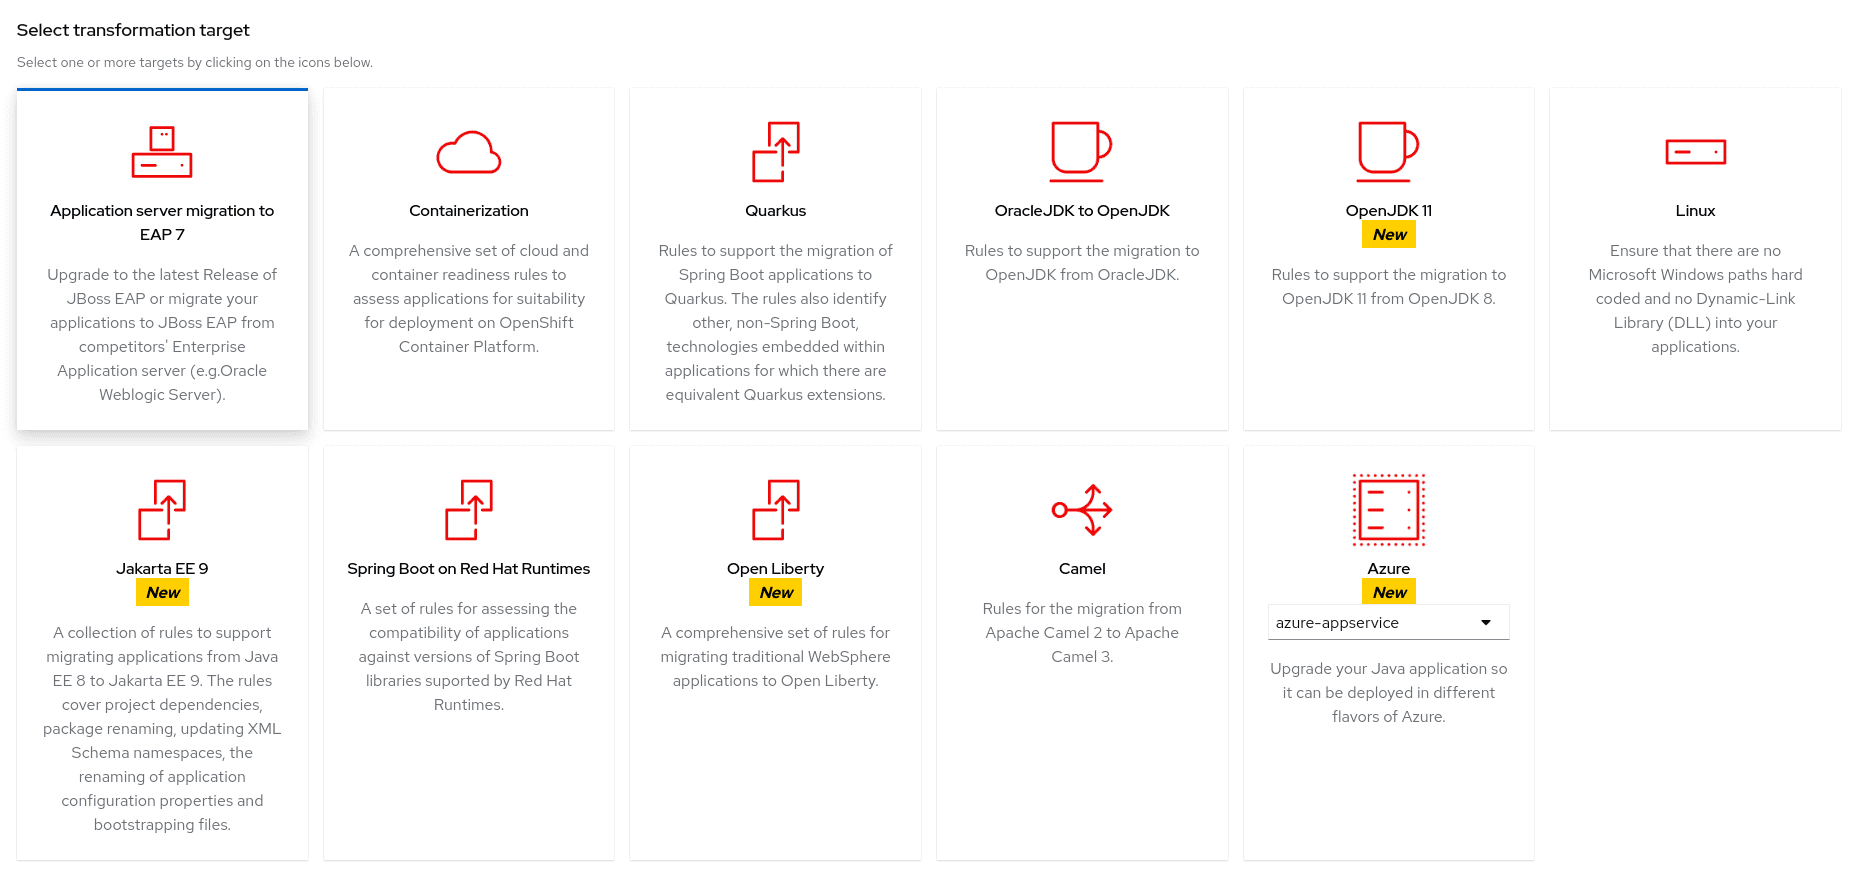 Select transformation target
Select one or more targets by clicking on the icons below.
Application server migration to
EAP 7
Upgrade to the latest Release of
JBoss EAP or migrate your
applications to JBoss EAP from
competitors' Enterprise
Application server (e.g.Oracle
Weblogic Server).
Containerization
A comprehensive set of cloud and
container readiness rules to
assess applications for suitability
for deployment on OpenShift
Container Platform.
Quarkus
Rules to support the migration of
Spring Boot applications to
Quarkus. The rules also identify
other, non-Spring Boot,
technologies embedded within
applications for which there are
equivalent Quarkus extensions.
OracleJDK to OpenJDK
Rules to support the migration to
OpenJDK from OracleJDK.
OpenJDK 11
New
Rules to support the migration to
OpenJDK 11 from OpenJDK 8.
Linux
Ensure that there are no
Microsoft Windows paths hard
coded and no Dynamic-Link
Library (DLL) into your
applications.
Jakarta EE 9
New
A collection of rules to support
migrating applications from Java
EE 8 to Jakarta EE 9. The rules
cover project dependencies,
package renaming, updating XML
Schema namespaces, the
renaming of application
configuration properties and
bootstrapping files.
Spring Boot on Red Hat Runtimes
A set of rules for assessing the
compatibility of applications
against versions of Spring Boot
libraries suported by Red Hat
Runtimes.
Open Liberty
New
A comprehensive set of rules for
migrating traditional WebSphere
applications to Open Liberty.
Camel
Rules for the migration from
Apache Camel 2 to Apache
Camel 3.
Azure
New
azure-appservice
Upgrade your Java application so
it can be deployed in different
flavors of Azure.